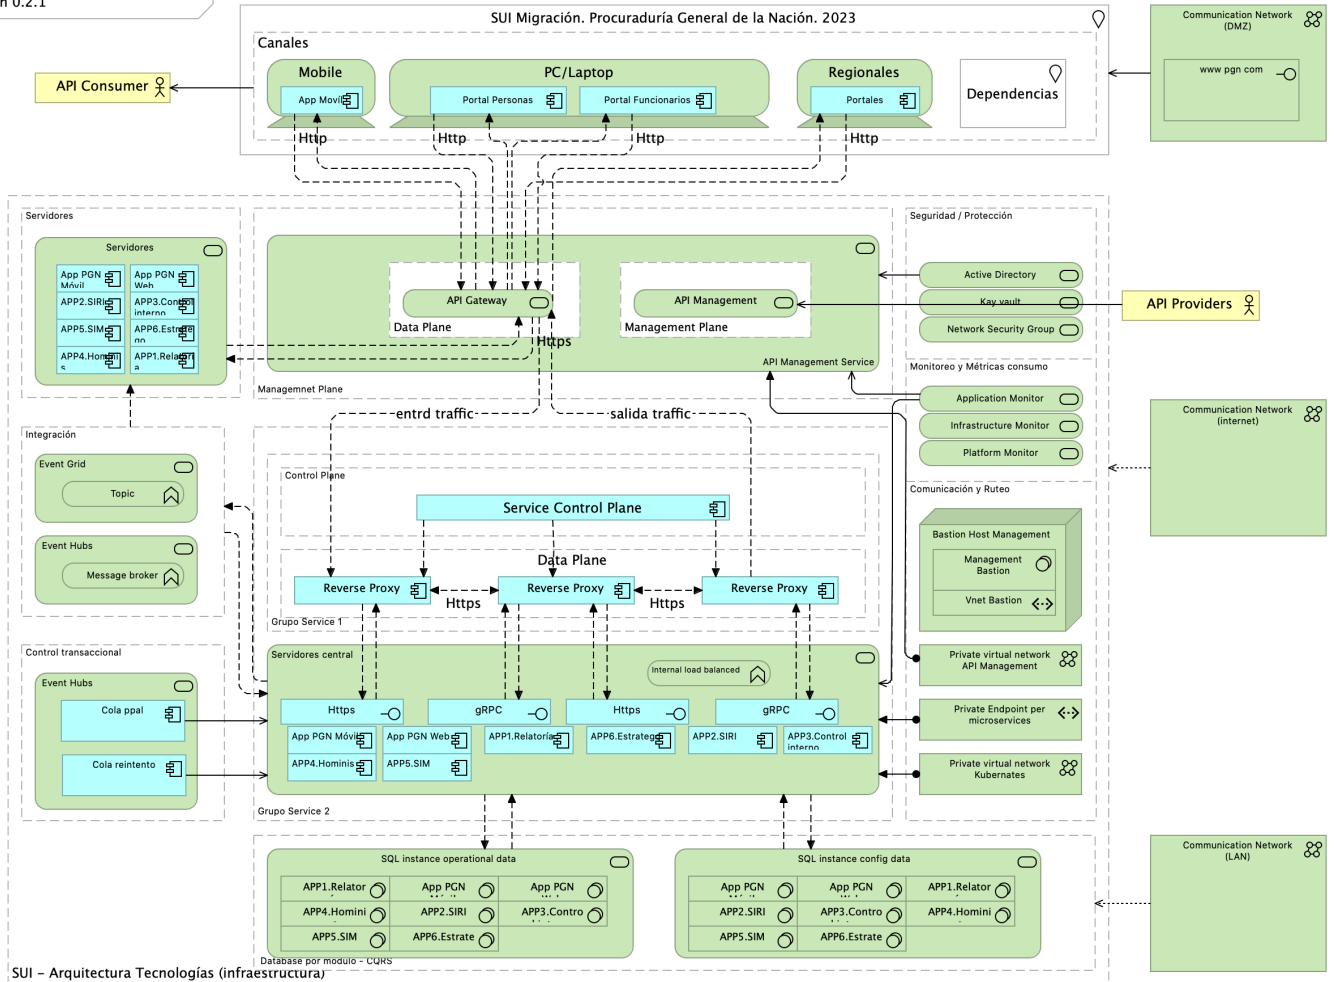 n 0.2.1
SUI Migración. Procuraduría General de la Nación. 2023
Canales
Mobile
App Movíl
PC/Laptop
Portal Personas
Portal Funcionarios
Regionales
Portales
Dependencias
API Consumer
Communication Network
(DMZ)
www pgn com
Http
Http
Http
Http
Servidores
Servidores
App PGN
Móvil
App PGN
Web
APP2.SIRI
APP3.Control
interno
APP5.SIM
APP6.Estrate
go
APP4.Homini
s
APP1.Relatorí
a
API Gateway
Data Plane
API Management
Management Plane
Https
API Management Service
Managemnet Plane
Seguridad / Protección
Active Directory
Kay vault
Network Security Group
API Providers
Monitoreo y Métricas consumo
Application Monitor
Infrastructure Monitor
Platform Monitor
Communication Network
(internet)
entrd traffic
salida traffic
Integración
Event Grid
Topic
Event Hubs
Message broker
Control Plane
Service Control Plane
Data Plane
Reverse Proxy
Reverse Proxy
Reverse Proxy
Https
Https
Grupo Service 1
Comunicación y Ruteo
Bastion Host Management
Management
Bastion
Vnet Bastion
Private virtual network
API Management
Private Endpoint per
microservices
Private virtual network
Kubernates
Control transaccional
Event Hubs
Cola ppal
Cola reintento
Servidores central
Internal load balanced
Https
gRPC
Https
gRPC
App PGN Móvil
App PGN Web
APP1.Relatoría
APP6.Estratego
APP2.SIRI
APP3.Control
interno
APP4.Hominis
APP5.SIM
Grupo Service 2
SQL instance operational data
APP1.Relator
App PGN
App PGN
APP4.Homini
APP2.SIRI
APP3.Contro
APP5.SIM
APP6.Estrate
SQL instance config data
App PGN
App PGN
APP1.Relator
APP2.SIRI
APP3.Contro
APP4.Homini
APP5.SIM
APP6.Estrate
Database por modulo - CQRS
Communication Network
(LAN)
SUI - Arquitectura Tecnologías (infraestructura)